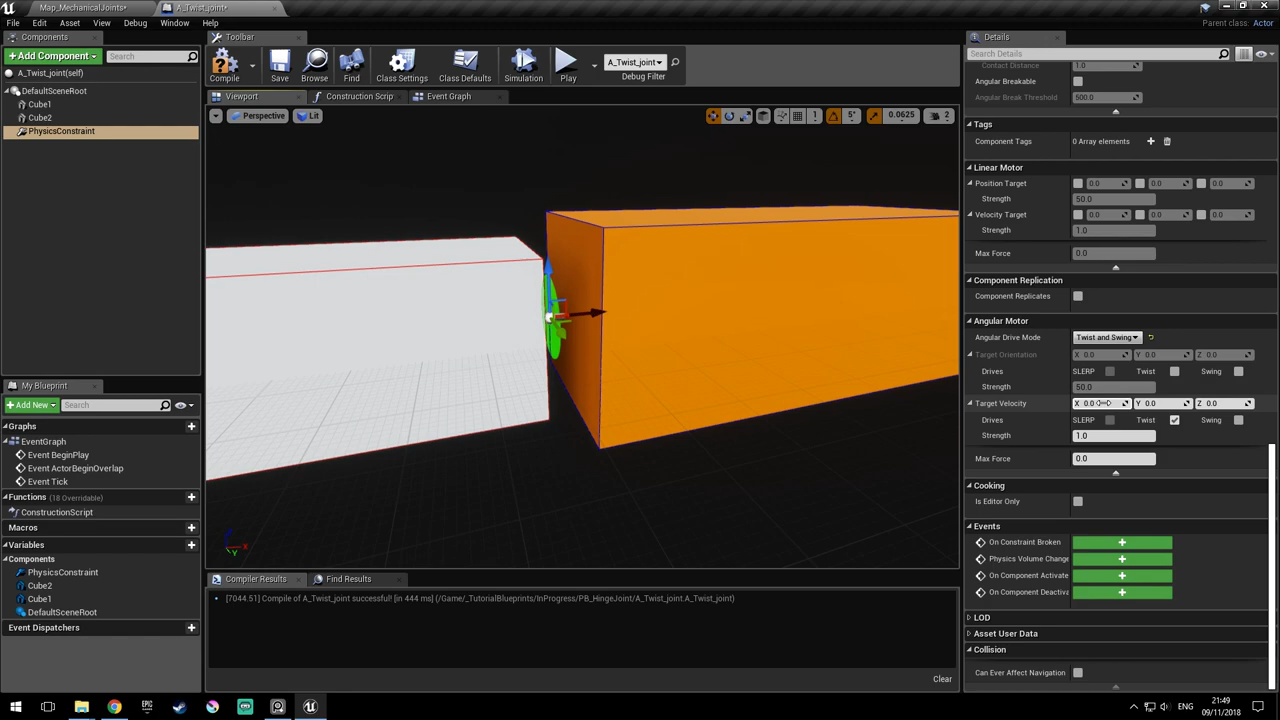 Map_MechanicalJoints*
A_Twist_joint*
Parent class: Actor
File Edit Asset View Debug Window Help
Components
+ Add Component
Search
A_Twist_joint(self)
DefaultSceneRoot
Cube1
Cube2
PhysicsConstraint
My Blueprint
+ Add New
Search
Graphs
EventGraph
Event BeginPlay
Event ActorBeginOverlap
Event Tick
Functions (18 Overridable)
ConstructionScript
Macros
Variables
Components
PhysicsConstraint
Cube2
Cube1
DefaultSceneRoot
Event Dispatchers
Toolbar
Compile
Save
Browse
Find
Class Settings
Class Defaults
Simulation
Play
A_Twist_joint
Debug Filter
Viewport
Construction Scrip
Event Graph
Perspective
Lit
1
5°
0.0625
2
Z
X
Y
Compiler Results
Find Results
[7044.51] Compile of A_Twist_joint successful! [in 444 ms] (/Game/_TutorialBlueprints/InProgress/PB_HingeJoint/A_Twist_joint.A_Twist_joint)
Clear
Details
Search Details
Contact Distance 1.0
Angular Breakable
Angular Break Threshold 500.0
Tags
Component Tags 0 Array elements
Linear Motor
Position Target 0.0 0.0 0.0
Strength 50.0
Velocity Target 0.0 0.0 0.0
Strength 1.0
Max Force 0.0
Component Replication
Component Replicates
Angular Motor
Angular Drive Mode Twist and Swing
Target Orientation X 0.0 Y 0.0 Z 0.0
Drives SLERP Twist Swing
Strength 50.0
Target Velocity X 0.0 Y 0.0 Z 0.0
Drives SLERP Twist Swing
Strength 1.0
Max Force 0.0
Cooking
Is Editor Only
Events
On Constraint Broken
Physics Volume Change
On Component Activate
On Component Deactiva
LOD
Asset User Data
Collision
Can Ever Affect Navigation
EPIC
ENG
21:49
09/11/2018